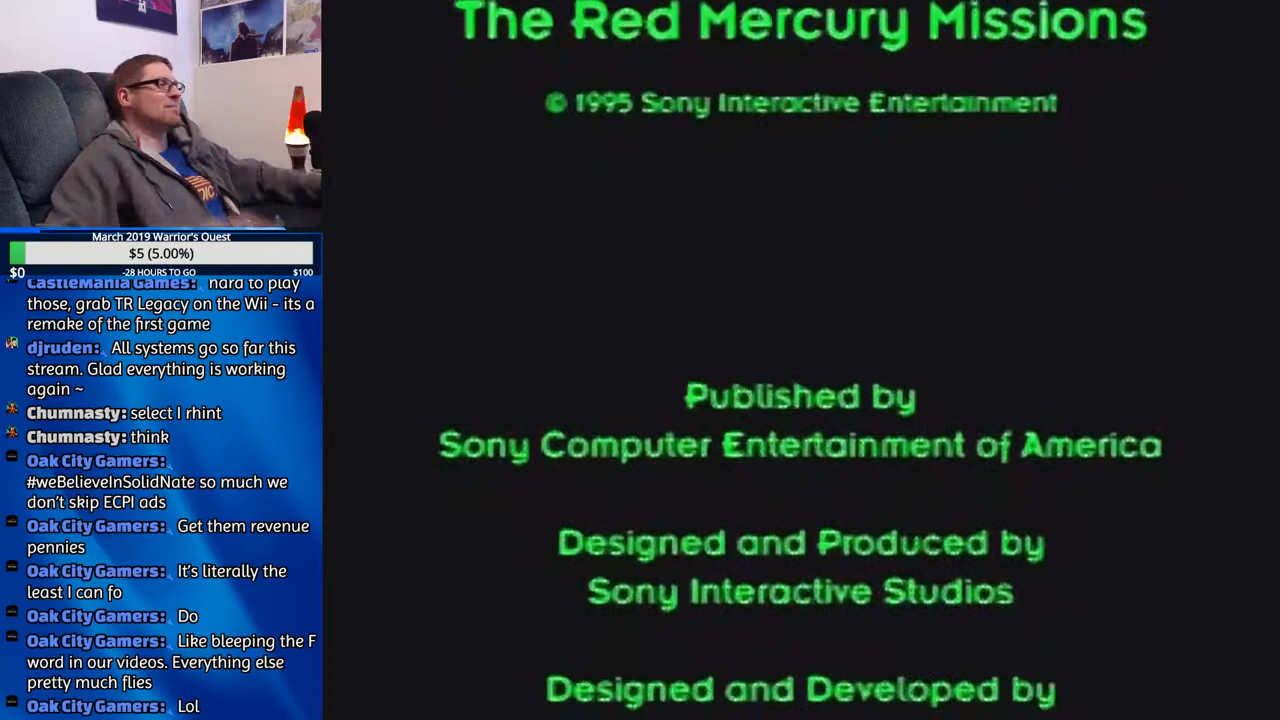 The Red Mercury Missions
© 1995 Sony Interactive Entertainment
Published by
Sony Computer Entertainment of America
Designed and Produced by
Sony Interactive Studios
Designed and Developed by
March 2019 Warrior's Quest
$5 (5.00%)
$0 -28 HOURS TO GO $100
CastleMania Games: hard to play
those, grab TR Legacy on the Wii - its a
remake of the first game
djruden: All systems go so far this
stream. Glad everything is working
again ~
Chumnasty: select I rhint
Chumnasty: think
Oak City Gamers:
#weBelieveInSolidNate so much we
don't skip ECPI ads
Oak City Gamers: Get them revenue
pennies
Oak City Gamers: It's literally the
least I can fo
Oak City Gamers: Do
Oak City Gamers: Like bleeping the F
word in our videos. Everything else
pretty much flies
Oak City Gamers: Lol